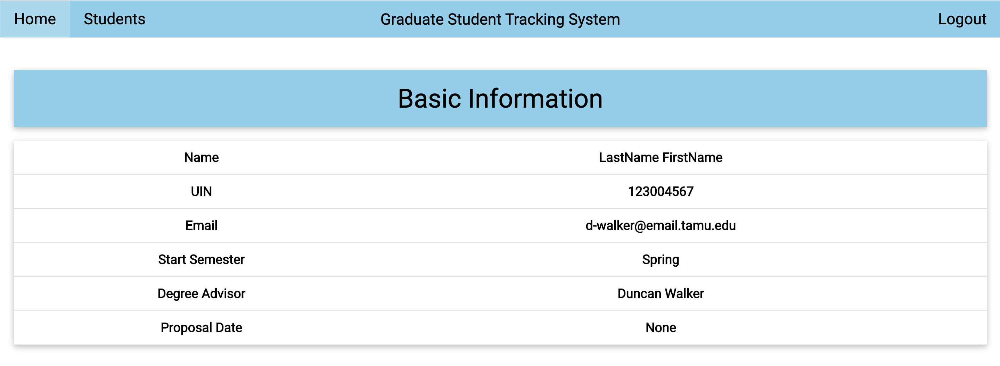 Home Students Graduate Student Tracking System Logout
Basic Information
Name LastName FirstName
UIN 123004567
Email d-walker@email.tamu.edu
Start Semester Spring
Degree Advisor Duncan Walker
Proposal Date None